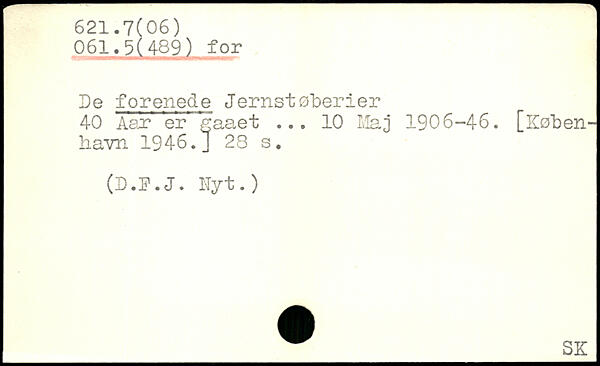 621.7(06)
061.5(489) for
De forenede Jernstøberier
40 Aar er gaaet ... 10 Maj 1906-46. [Køben-
havn 1946.] 28 s.
(D.F.J. Nyt.)
SK